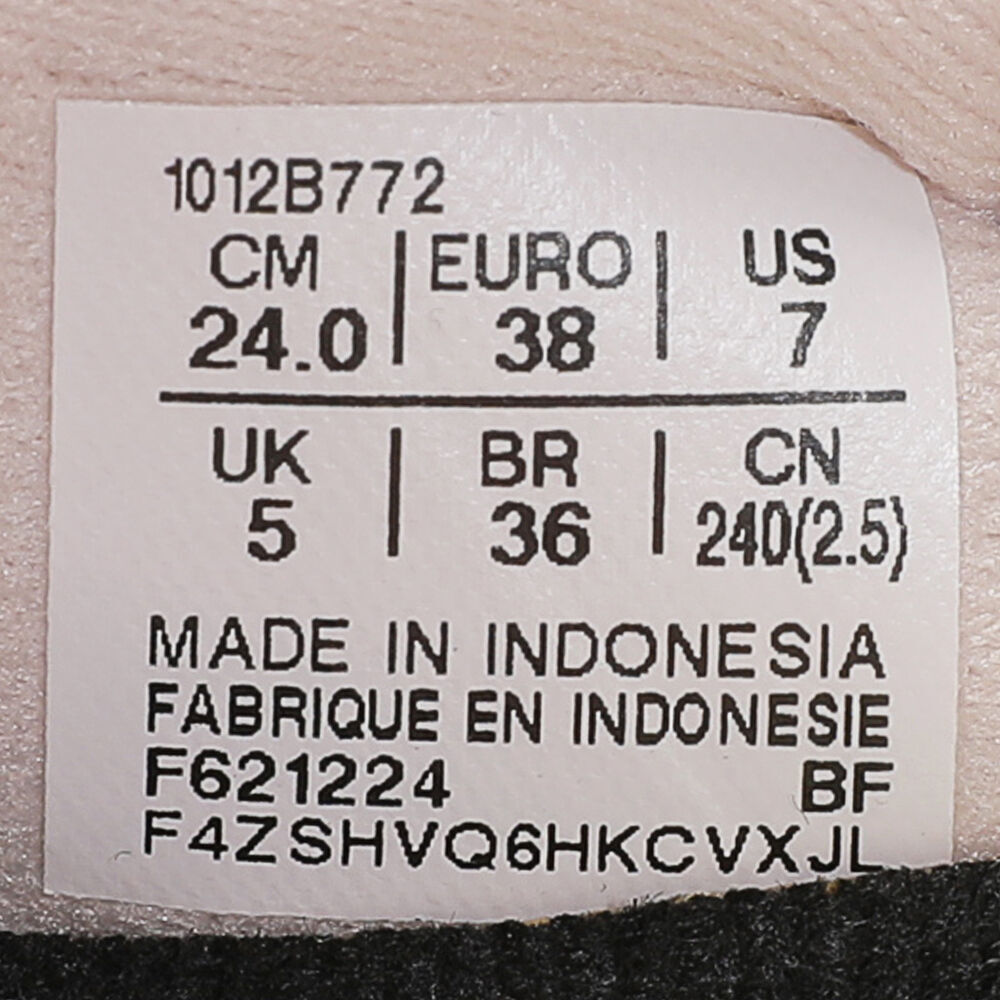 1012B772
CM | EURO | US
24.0 | 38 | 7
UK | BR | CN
5 | 36 | 240(2.5)
MADE IN INDONESIA
FABRIQUE EN INDONESIE
F621224 BF
F4ZSHVQ6HKCVXJL